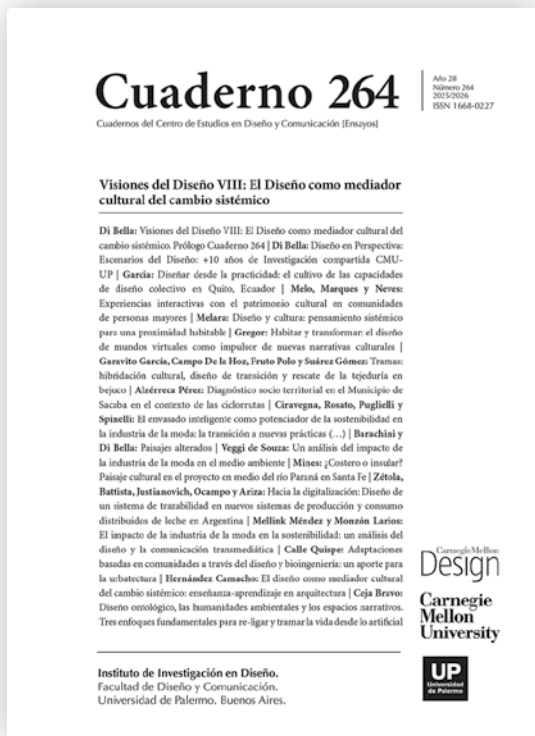 Cuaderno 264
Año 28
Número 264
2025/2026
ISSN 1668-0227
Cuadernos del Centro de Estudios en Diseño y Comunicación [Ensayos]
Visiones del Diseño VIII: El Diseño como mediador
cultural del cambio sistémico
Di Bella: Visiones del Diseño VIII: El Diseño como mediador cultural del
cambio sistémico. Prólogo Cuaderno 264 | Di Bella: Diseño en Perspectiva:
Escenarios del Diseño: +10 años de Investigación compartida CMU-
UP | Garcia: Diseñar desde la practicidad: el cultivo de las capacidades
de diseño colectivo en Quito, Ecuador | Melo, Marques y Neves:
Experiencias interactivas con el patrimonio cultural en comunidades
de personas mayores | Melara: Diseño y cultura: pensamiento sistémico
para una proximidad habitable | Gregor: Habitar y transformar: el diseño
de mundos virtuales como impulsor de nuevas narrativas culturales |
Garavito García, Campo De la Hoz, Fruto Polo y Suárez Gómez: Tramas:
hibridación cultural, diseño de transición y rescate de la tejeduría en
bejuco | Alzérreca Pérez: Diagnóstico socio territorial en el Municipio de
Sacaba en el contexto de las ciclorrutas | Ciravegna, Rosato, Puglielli y
Spinelli: El envasado inteligente como potenciador de la sostenibilidad en
la industria de la moda: la transición a nuevas prácticas (…) | Barachini y
Di Bella: Paisajes alterados | Veggi de Souza: Un análisis del impacto de
la industria de la moda en el medio ambiente | Mines: ¿Costero o insular?
Paisaje cultural en el proyecto en medio del río Paraná en Santa Fe | Zétola,
Battista, Justianovich, Ocampo y Ariza: Hacia la digitalización: Diseño de
un sistema de trazabilidad en nuevos sistemas de producción y consumo
distribuidos de leche en Argentina | Mellink Méndez y Monzón Larios:
El impacto de la industria de la moda en la sostenibilidad: un análisis del
diseño y la comunicación transmediática | Calle Quispe: Adaptaciones
basadas en comunidades a través del diseño y bioingeniería: un aporte para
la urbatectura | Hernández Camacho: El diseño como mediador cultural
del cambio sistémico: enseñanza-aprendizaje en arquitectura | Ceja Bravo:
Diseño ontológico, las humanidades ambientales y los espacios narrativos.
Tres enfoques fundamentales para re-ligar y tramar la vida desde lo artificial
CarnegieMellon
Design
Carnegie
Mellon
University
UP
Universidad
de Palermo
Instituto de Investigación en Diseño.
Facultad de Diseño y Comunicación.
Universidad de Palermo. Buenos Aires.